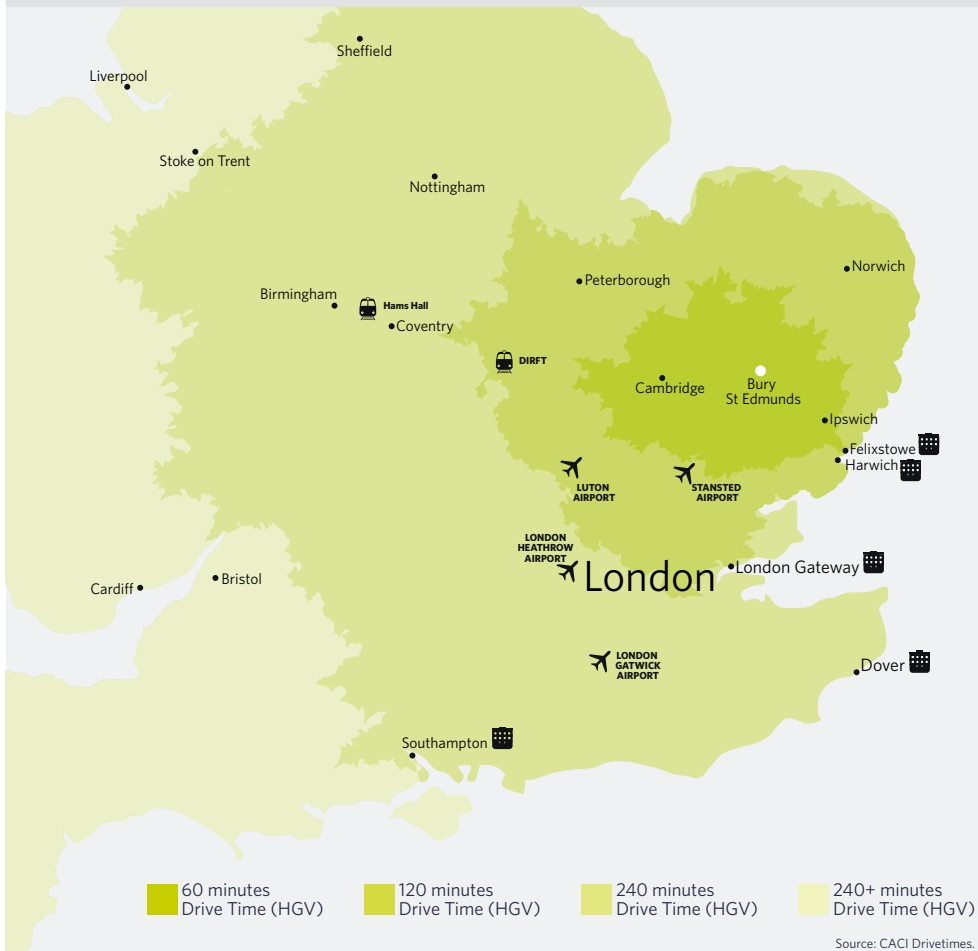 Sheffield
Liverpool
Stoke on Trent
Nottingham
Norwich
Peterborough
Birmingham
Hams Hall
Coventry
DIRFT
Cambridge
Bury
St Edmunds
Ipswich
Felixstowe
Harwich
LUTON
AIRPORT
STANSTED
AIRPORT
LONDON
HEATHROW
AIRPORT
London
London Gateway
Bristol
Cardiff
LONDON
GATWICK
AIRPORT
Dover
Southampton
60 minutes
Drive Time (HGV)
120 minutes
Drive Time (HGV)
240 minutes
Drive Time (HGV)
240+ minutes
Drive Time (HGV)
Source: CACI Drivetimes.